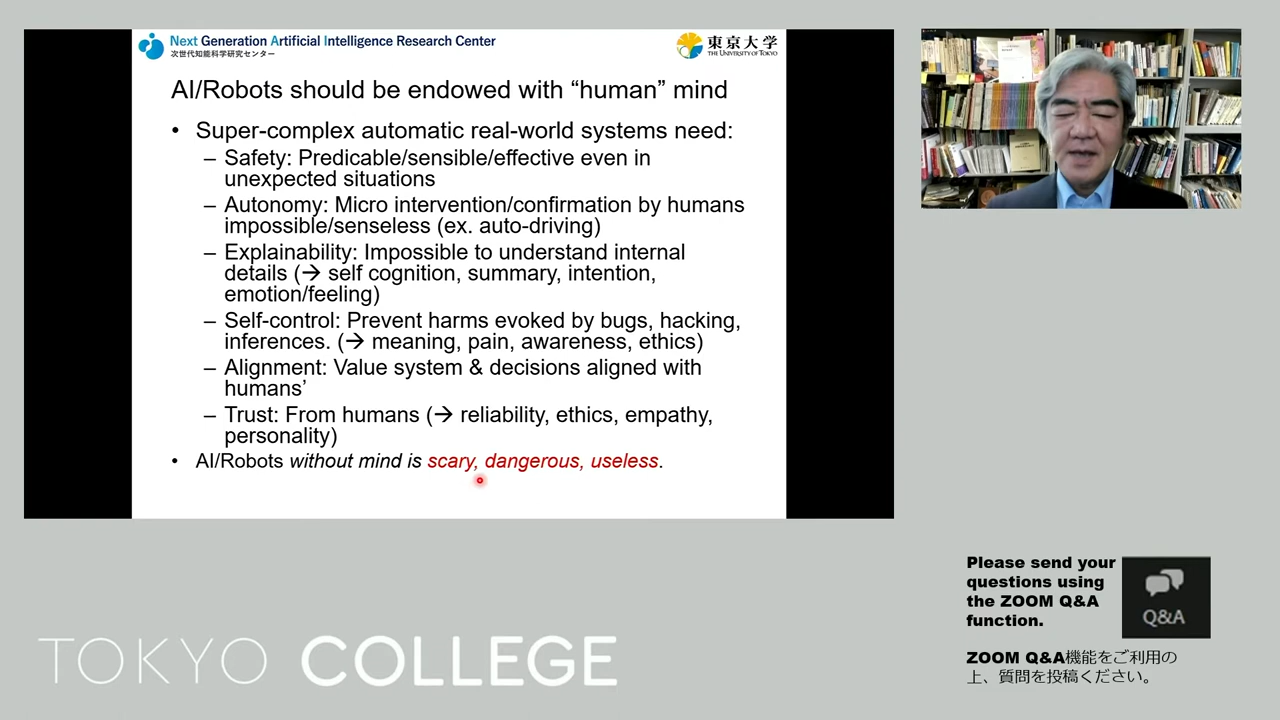 Next Generation Artificial Intelligence Research Center
次世代知能科学研究センター
東京大学
THE UNIVERSITY OF TOKYO
AI/Robots should be endowed with “human” mind
• Super-complex automatic real-world systems need:
– Safety: Predicable/sensible/effective even in
unexpected situations
– Autonomy: Micro intervention/confirmation by humans
impossible/senseless (ex. auto-driving)
– Explainability: Impossible to understand internal
details (→ self cognition, summary, intention,
emotion/feeling)
– Self-control: Prevent harms evoked by bugs, hacking,
inferences. (→ meaning, pain, awareness, ethics)
– Alignment: Value system & decisions aligned with
humans’
– Trust: From humans (→ reliability, ethics, empathy,
personality)
• AI/Robots without mind is scary, dangerous, useless.
Please send your
questions using
the ZOOM Q&A
function.
Q&A
ZOOM Q&A機能をご利用の
上、質問を投稿ください。
TOKYO COLLEGE